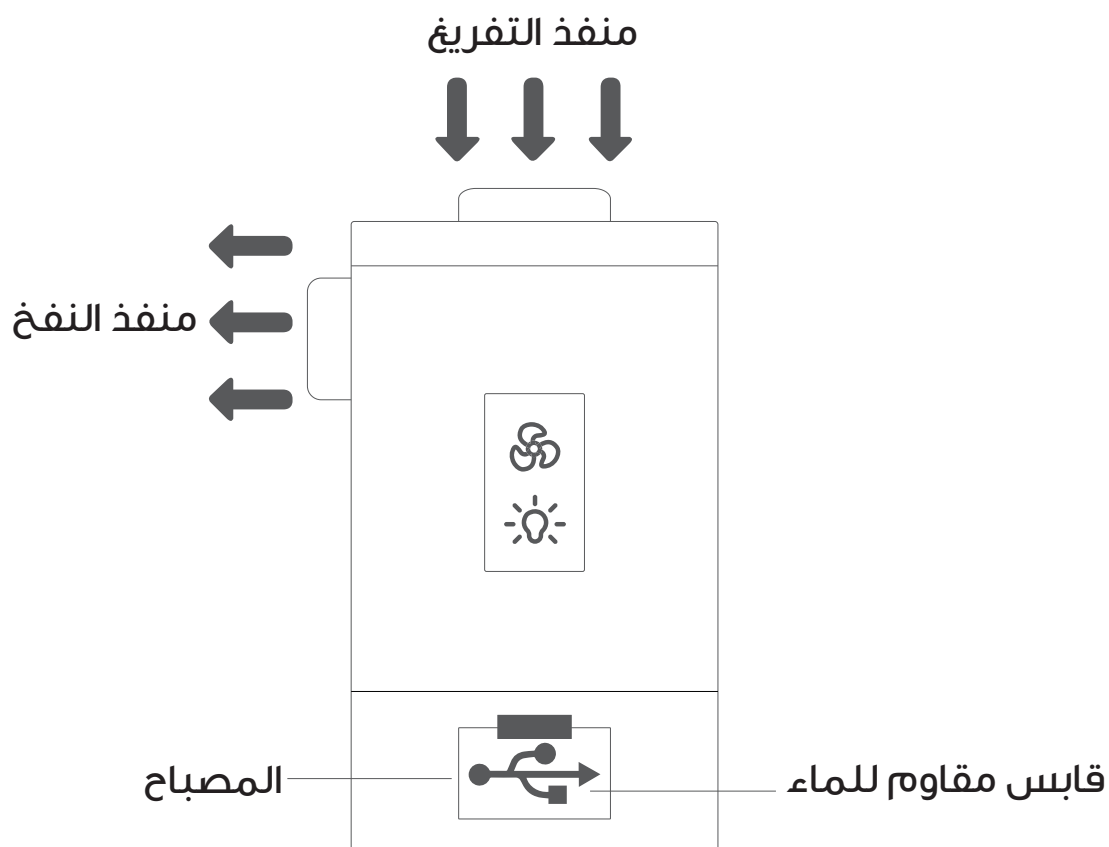 منفذ التفريغ
منفذ النفخ
المصباح
قابس مقاوم للماء